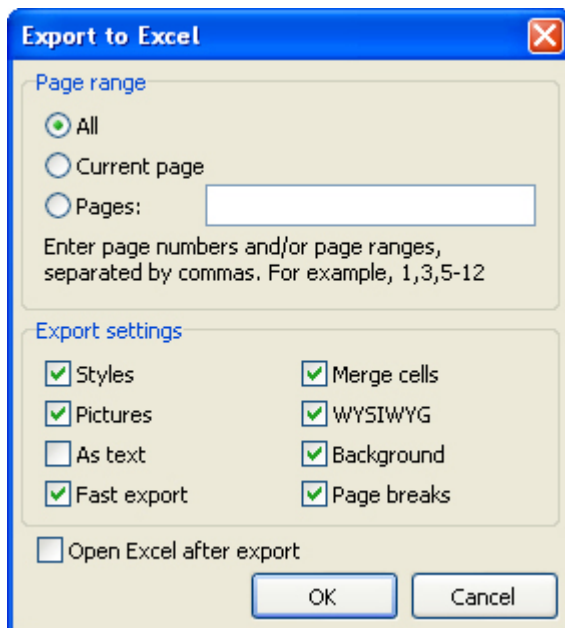 Export to Excel
Page range
All
Current page
Pages:
Enter page numbers and/or page ranges,
separated by commas. For example, 1,3,5-12
Export settings
Styles
Merge cells
Pictures
WYSIWYG
As text
Background
Fast export
Page breaks
Open Excel after export
OK
Cancel